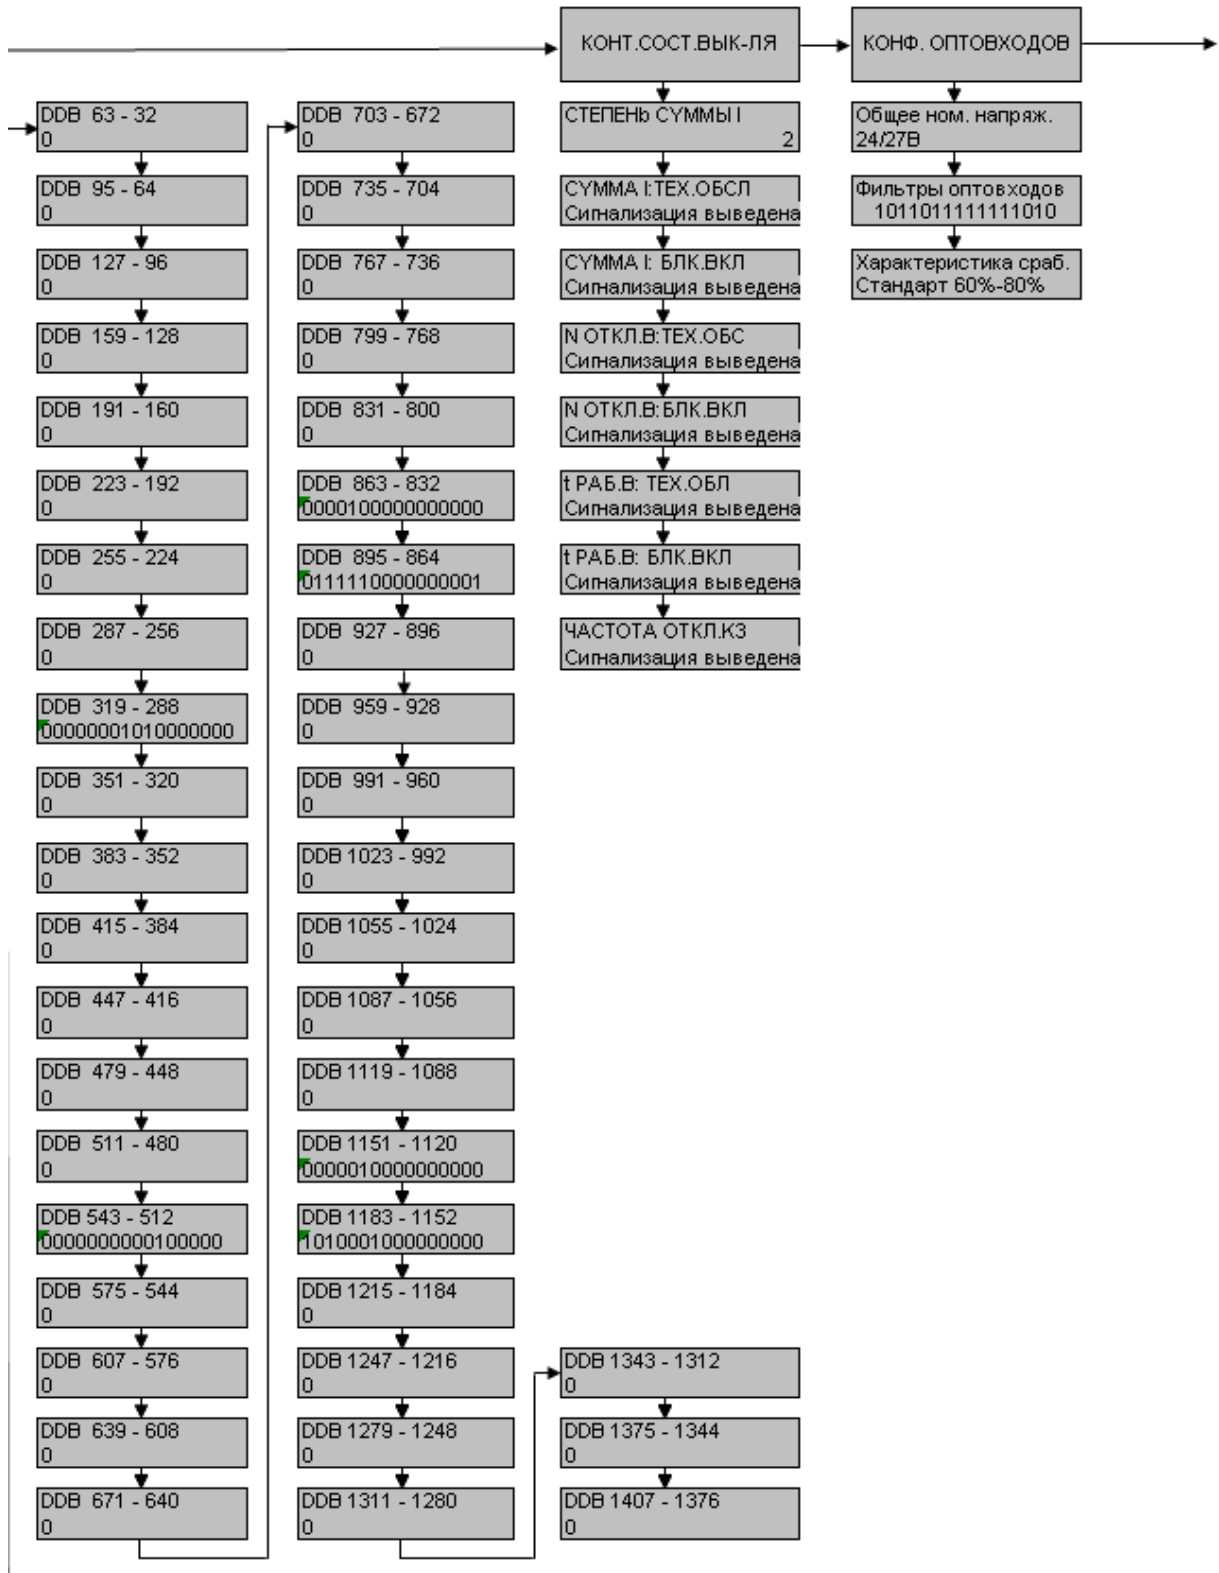 КОНТ.СОСТ.ВЫК-ЛЯ
КОНФ. ОПТОВХОДОВ
DDB 63 - 32
0
DDB 95 - 64
0
DDB 127 - 96
0
DDB 159 - 128
0
DDB 191 - 160
0
DDB 223 - 192
0
DDB 255 - 224
0
DDB 287 - 256
0
DDB 319 - 288
00000001010000000
DDB 351 - 320
0
DDB 383 - 352
0
DDB 415 - 384
0
DDB 447 - 416
0
DDB 479 - 448
0
DDB 511 - 480
0
DDB 543 - 512
0000000000100000
DDB 575 - 544
0
DDB 607 - 576
0
DDB 639 - 608
0
DDB 671 - 640
0
DDB 703 - 672
0
DDB 735 - 704
0
DDB 767 - 736
0
DDB 799 - 768
0
DDB 831 - 800
0
DDB 863 - 832
0000100000000000
DDB 895 - 864
0111110000000001
DDB 927 - 896
0
DDB 959 - 928
0
DDB 991 - 960
0
DDB 1023 - 992
0
DDB 1055 - 1024
0
DDB 1087 - 1056
0
DDB 1119 - 1088
0
DDB 1151 - 1120
0000010000000000
DDB 1183 - 1152
1010001000000000
DDB 1215 - 1184
0
DDB 1247 - 1216
0
DDB 1279 - 1248
0
DDB 1311 - 1280
0
СТЕПЕНЬ СУММЫ I
2
СУММА I:ТЕХ.ОБСЛ
Сигнализация выведена
СУММА I: БЛК.ВКЛ
Сигнализация выведена
N ОТКЛ.В:ТЕХ.ОБС
Сигнализация выведена
N ОТКЛ.В:БЛК.ВКЛ
Сигнализация выведена
t РАБ.В: ТЕХ.ОБЛ
Сигнализация выведена
t РАБ.В: БЛК.ВКЛ
Сигнализация выведена
ЧАСТОТА ОТКЛ.КЗ
Сигнализация выведена
DDB 1343 - 1312
0
DDB 1375 - 1344
0
DDB 1407 - 1376
0
Общее ном. напряж.
24/27В
Фильтры оптовходов
1011011111111010
Характеристика сраб.
Стандарт 60%-80%